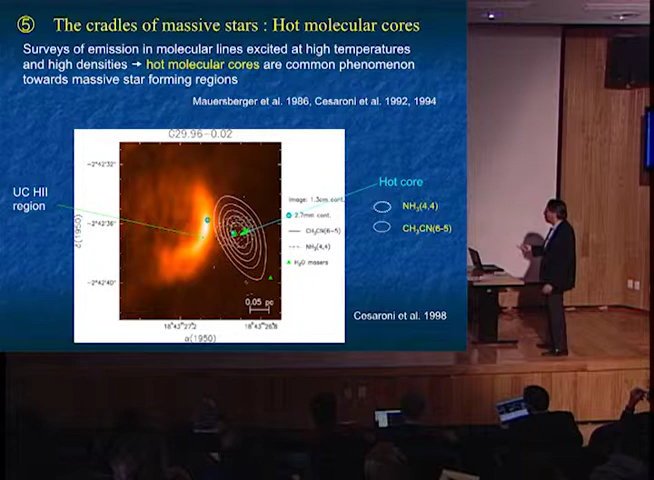 ⑤ The cradles of massive stars : Hot molecular cores
Surveys of emission in molecular lines excited at high temperatures
and high densities → hot molecular cores are common phenomenon
towards massive star forming regions
Mauersberger et al. 1986, Cesaroni et al. 1992, 1994
G29.96-0.02
UC HII
region
Hot core
-2°42'32"
-2°42'36"
-2°42'40"
Image: 1.3cm cont.
2.7mm cont.
CH₃CN(6-5)
NH₃(4,4)
H₂O masers
NH₃(4,4)
CH₃CN(6-5)
0.05 pc
18ʰ43ᵐ27ˢ.2
18ʰ43ᵐ26ˢ.8
α(1950)
δ(1950)
Cesaroni et al. 1998